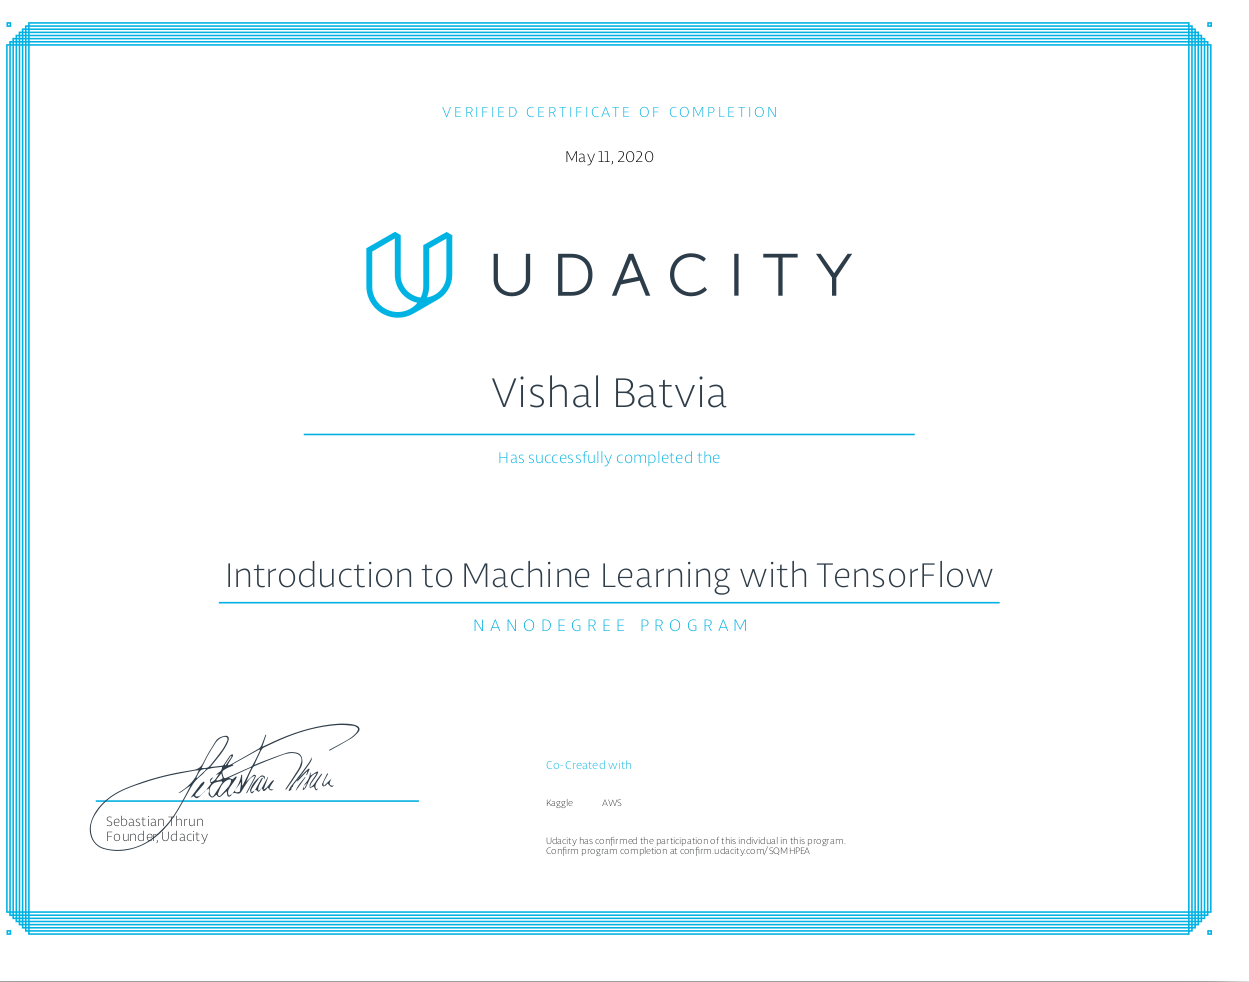 VERIFIED CERTIFICATE OF COMPLETION
May 11, 2020
UDACITY
Vishal Batvia
Has successfully completed the
Introduction to Machine Learning with TensorFlow
NANODEGREE PROGRAM
Sebastian Thrun
Co-Created with
Kaggle AWS
Sebastian Thrun
Founder, Udacity
Udacity has confirmed the participation of this individual in this program.
Confirm program completion at confirm.udacity.com/SQMHPEA